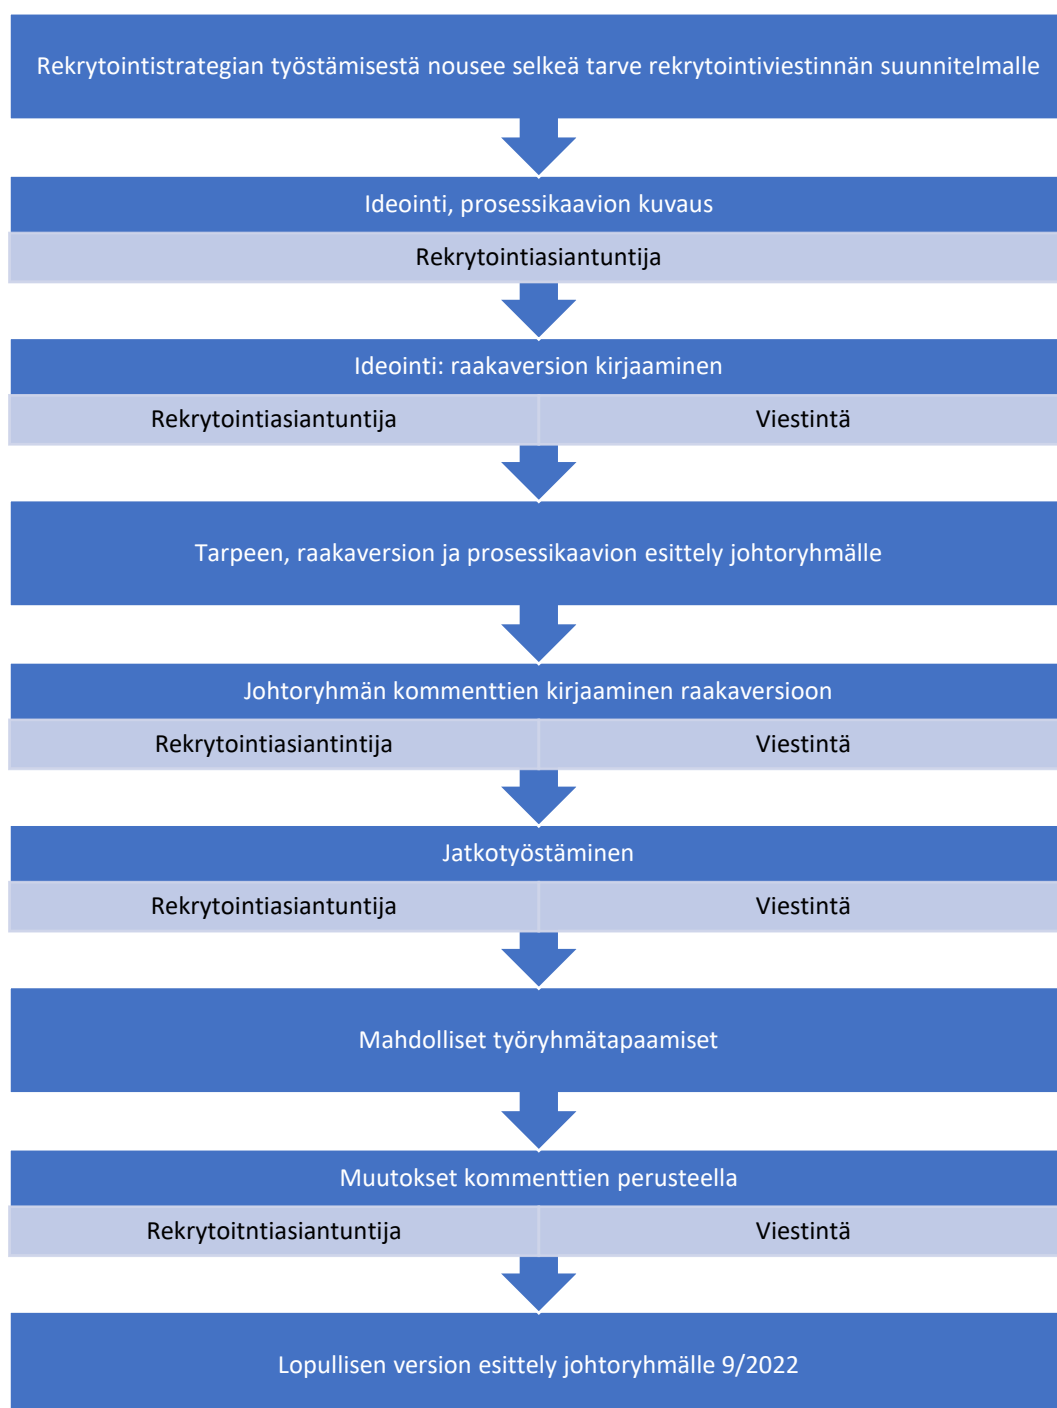 Rekrytointistrategian työstämisestä nousee selkeä tarve rekrytointiviestinnän suunnitelmalle
Ideointi, prosessikaavion kuvaus
Rekrytointiasiantuntija
Ideointi: raakaversion kirjaaminen
Rekrytointiasiantuntija
Viestintä
Tarpeen, raakaversion ja prosessikaavion esittely johtoryhmälle
Johtoryhmän kommenttien kirjaaminen raakaversioon
Rekrytointiasiantintija
Viestintä
Jatkotyöstäminen
Rekrytointiasiantuntija
Viestintä
Mahdolliset työryhmätapaamiset
Muutokset kommenttien perusteella
Rekrytoitntiasiantuntija
Viestintä
Lopullisen version esittely johtoryhmälle 9/2022